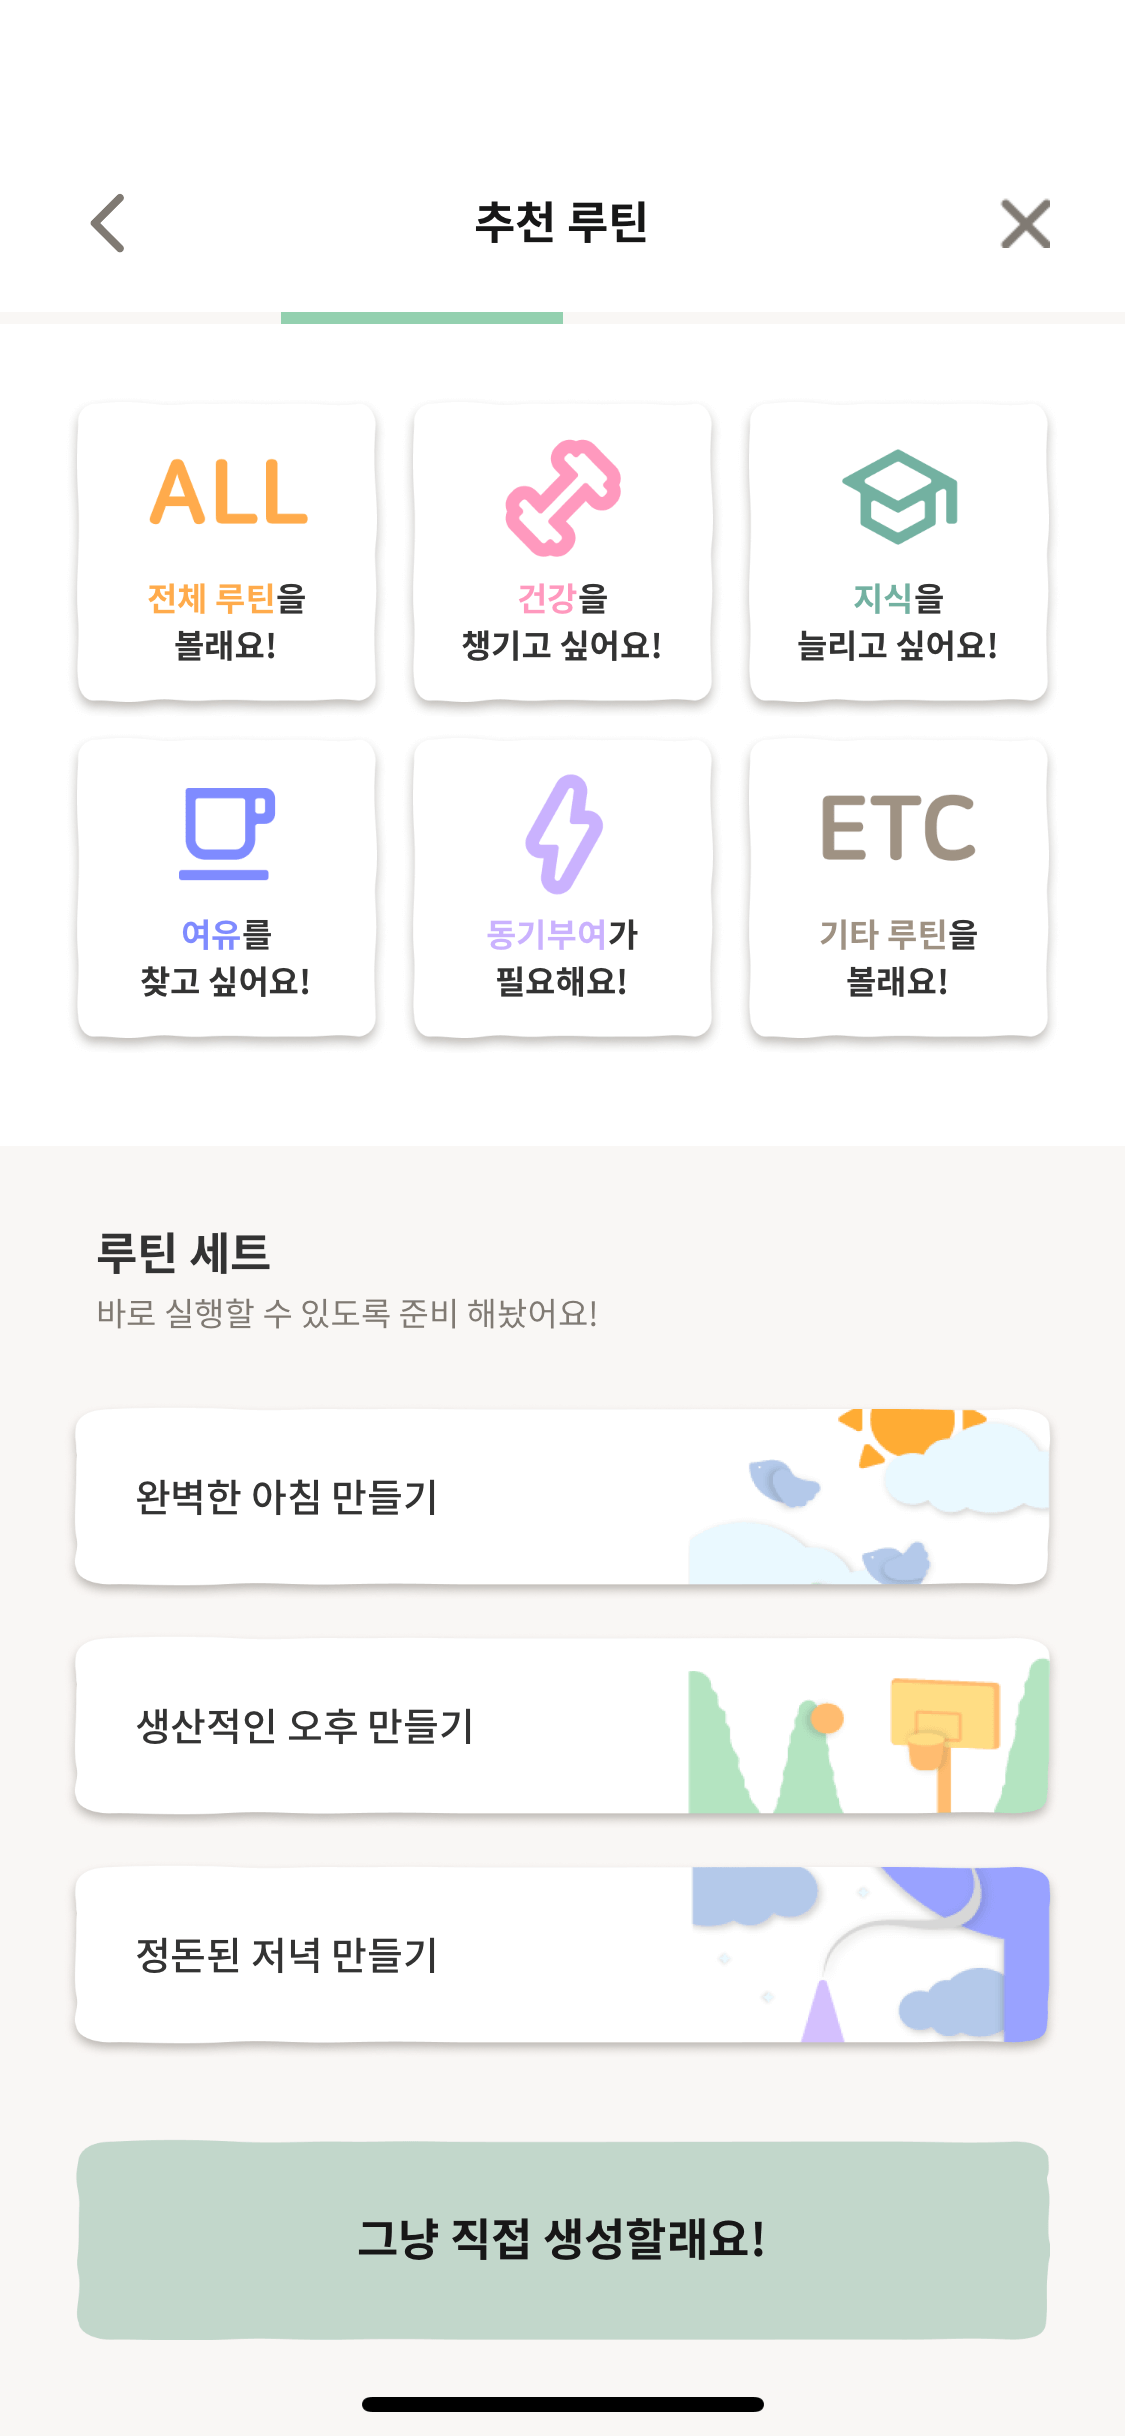 추천 루틴
ALL
전체 루틴을
볼래요!
건강을
챙기고 싶어요!
지식을
늘리고 싶어요!
여유를
찾고 싶어요!
동기부여가
필요해요!
ETC
기타 루틴을
볼래요!
루틴 세트
바로 실행할 수 있도록 준비 해놨어요!
완벽한 아침 만들기
생산적인 오후 만들기
정돈된 저녁 만들기
그냥 직접 생성할래요!